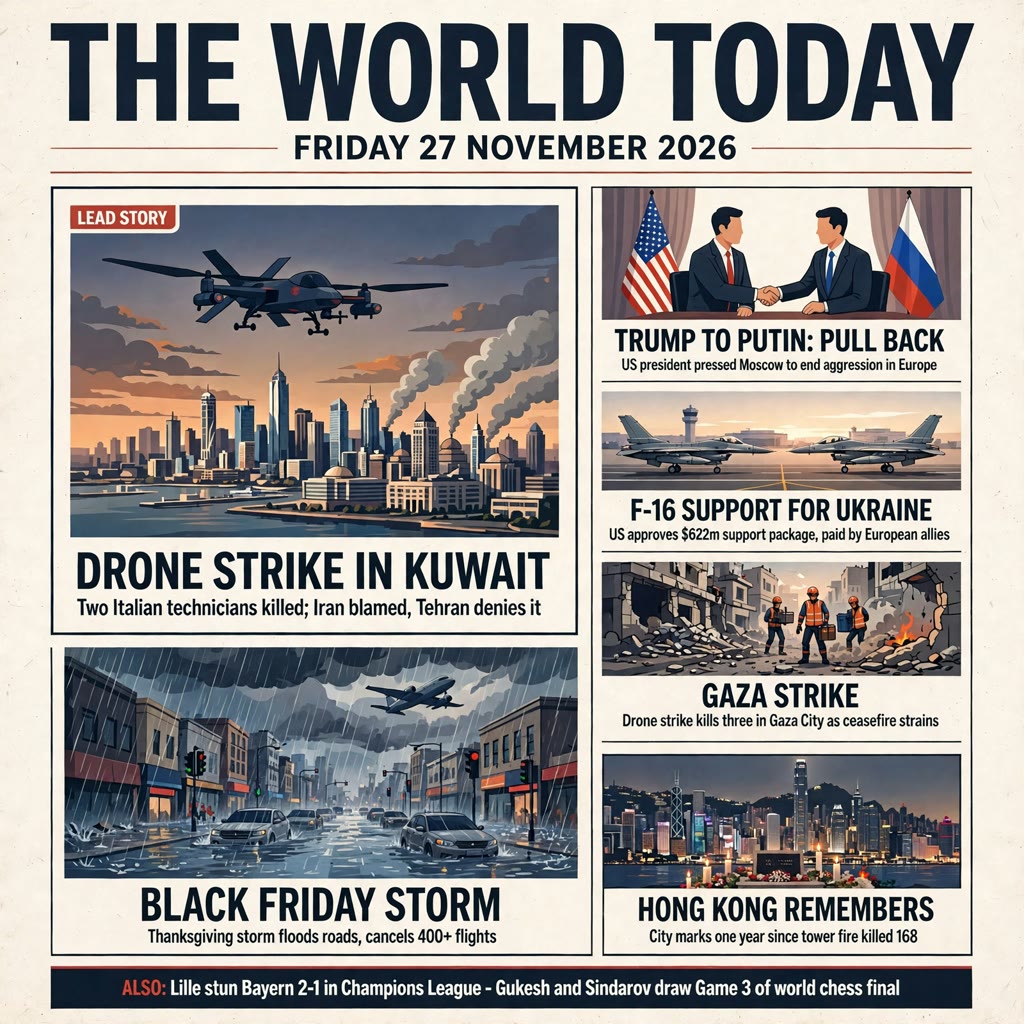 THE WORLD TODAY
FRIDAY 27 NOVEMBER 2026
LEAD STORY
DRONE STRIKE IN KUWAIT
Two Italian technicians killed; Iran blamed, Tehran denies it
BLACK FRIDAY STORM
Thanksgiving storm floods roads, cancels 400+ flights
TRUMP TO PUTIN: PULL BACK
US president pressed Moscow to end aggression in Europe
F-16 SUPPORT FOR UKRAINE
US approves $622m support package, paid by European allies
GAZA STRIKE
Drone strike kills three in Gaza City as ceasefire strains
HONG KONG REMEMBERS
City marks one year since tower fire killed 168
ALSO: Lille stun Bayern 2-1 in Champions League - Gukesh and Sindarov draw Game 3 of world chess final